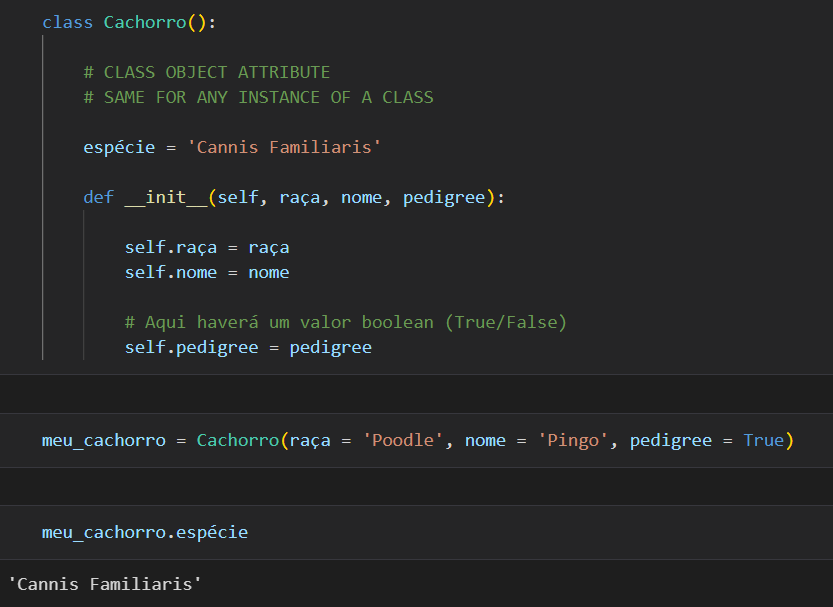 class Cachorro():
# CLASS OBJECT ATTRIBUTE
# SAME FOR ANY INSTANCE OF A CLASS
espécie = 'Cannis Familiaris'
def __init__(self, raça, nome, pedigree):
self.raça = raça
self.nome = nome
# Aqui haverá um valor boolean (True/False)
self.pedigree = pedigree
meu_cachorro = Cachorro(raça = 'Poodle', nome = 'Pingo', pedigree = True)
meu_cachorro.espécie
'Cannis Familiaris'